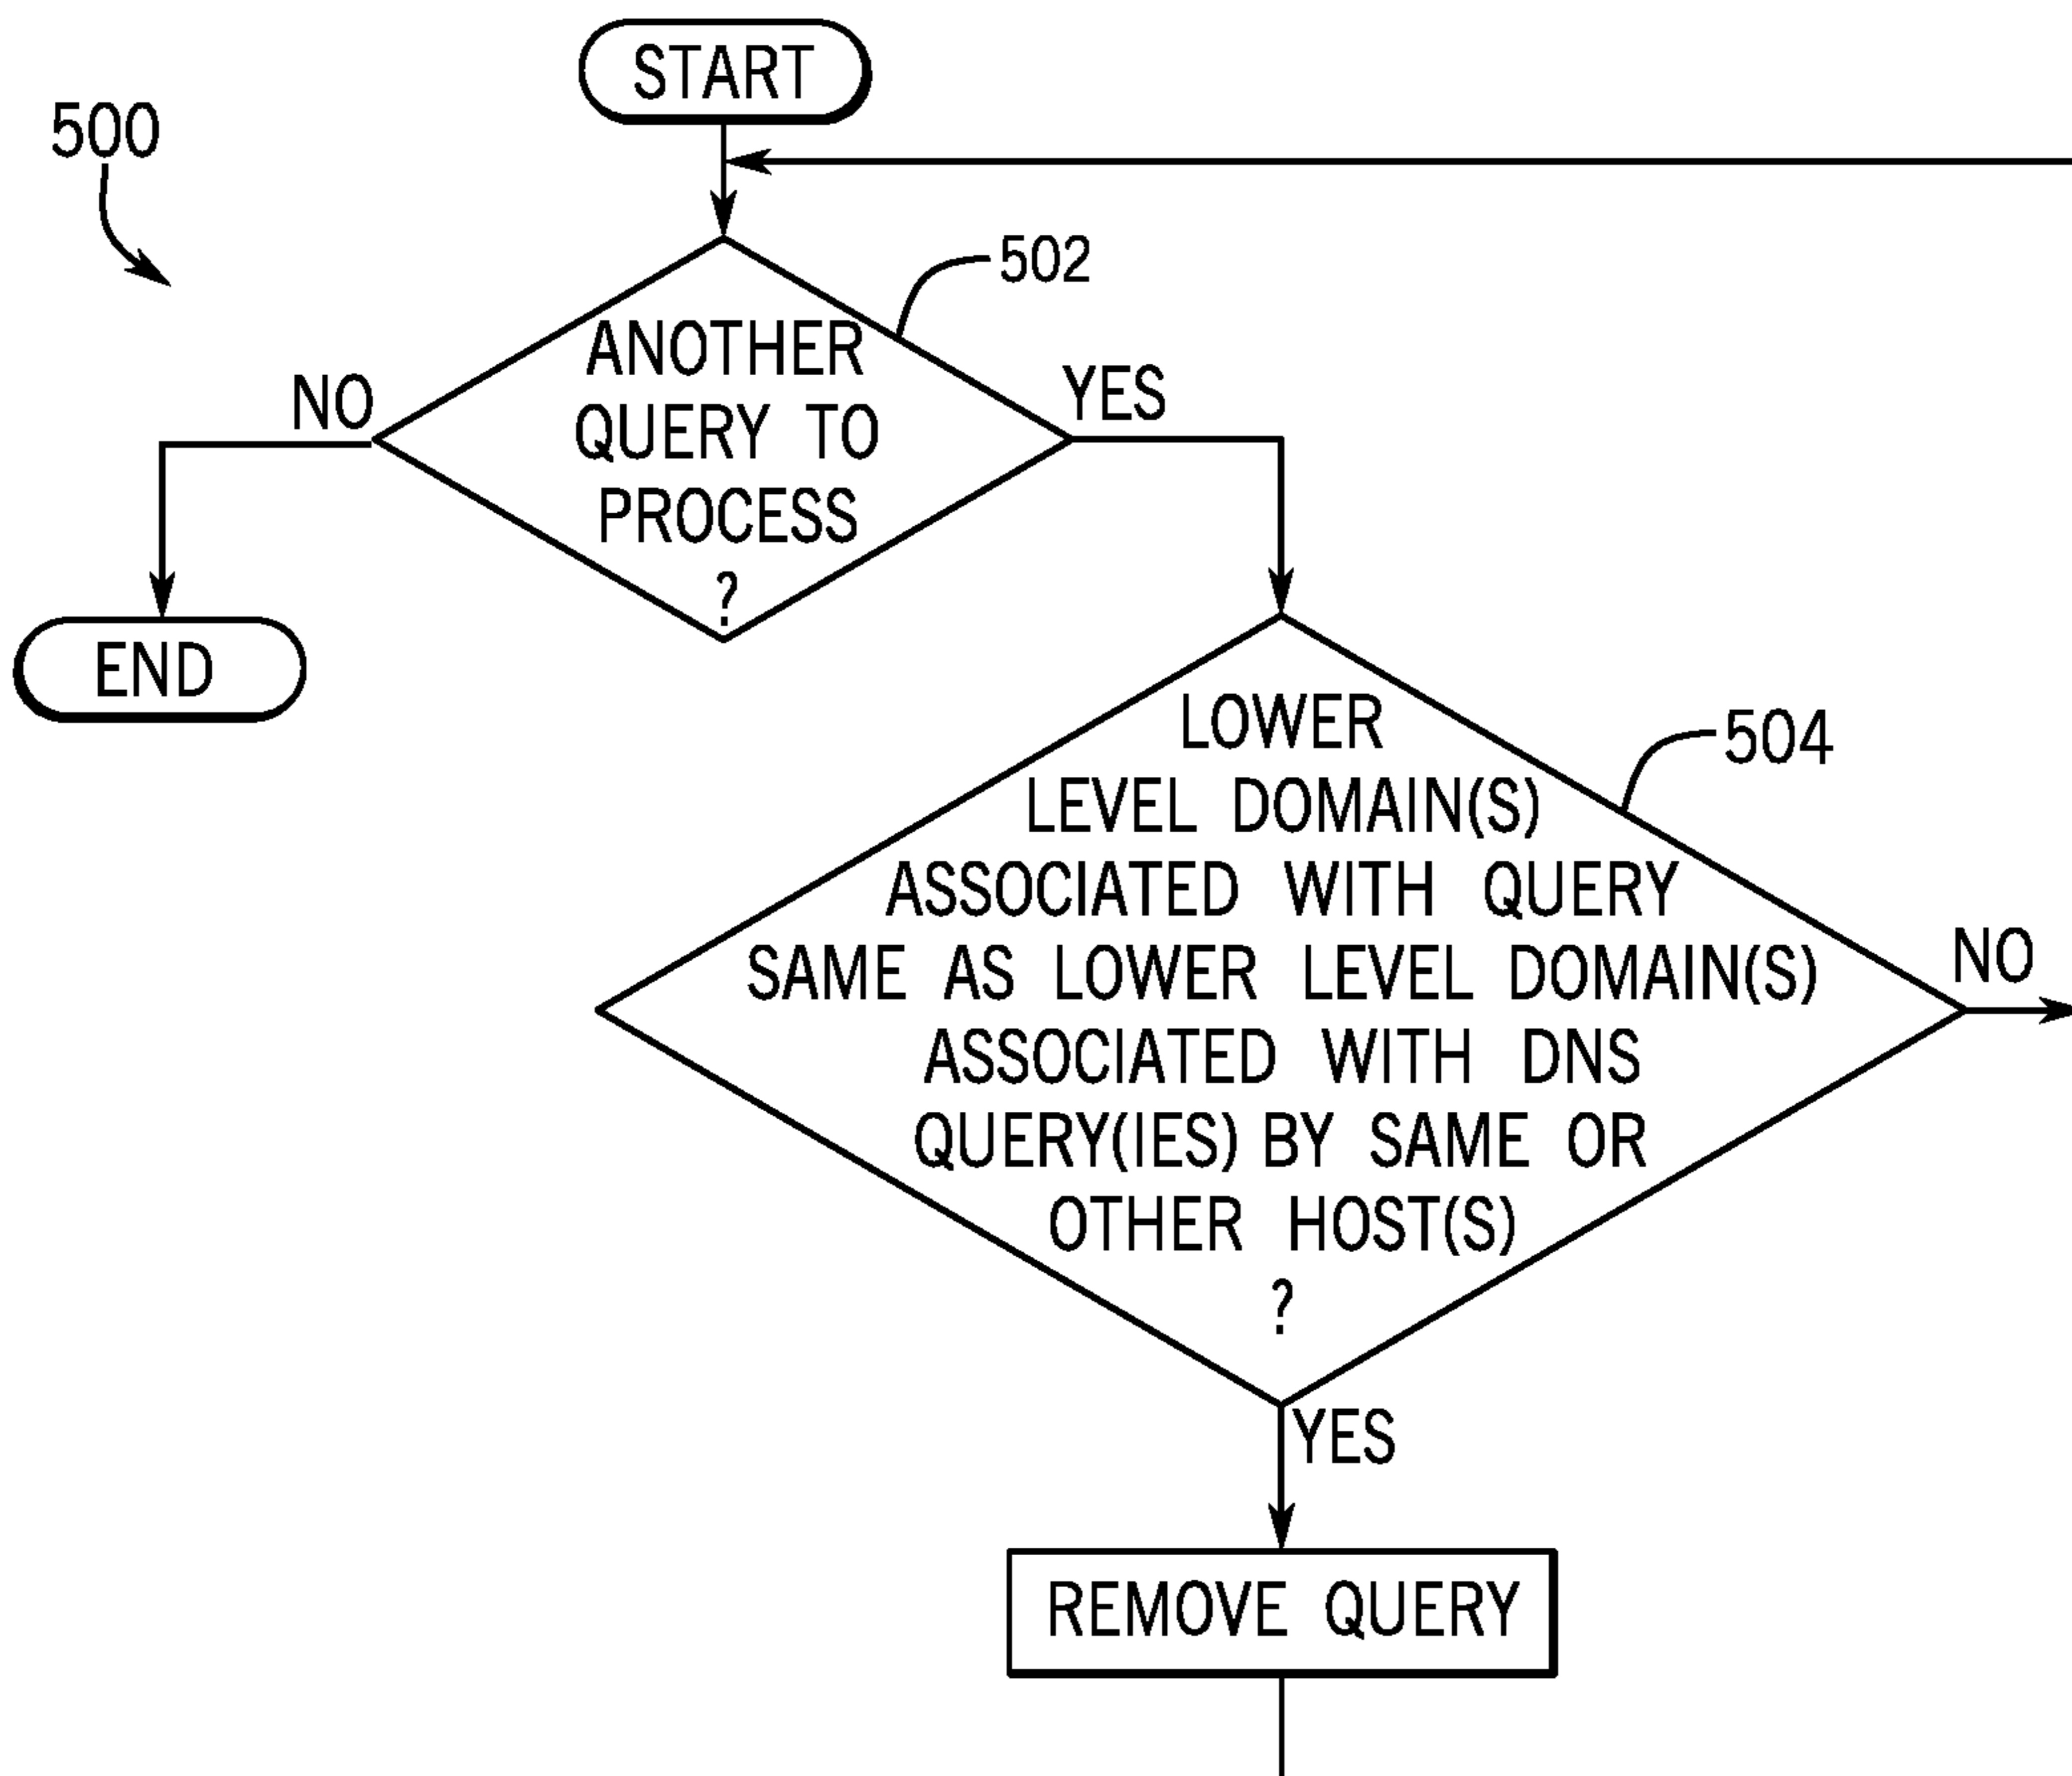 START
500
502
ANOTHER
QUERY TO
PROCESS
?
NO
YES
END
504
LOWER
LEVEL DOMAIN(S)
ASSOCIATED WITH QUERY
SAME AS LOWER LEVEL DOMAIN(S)
ASSOCIATED WITH DNS
QUERY(IES) BY SAME OR
OTHER HOST(S)
?
NO
YES
REMOVE QUERY